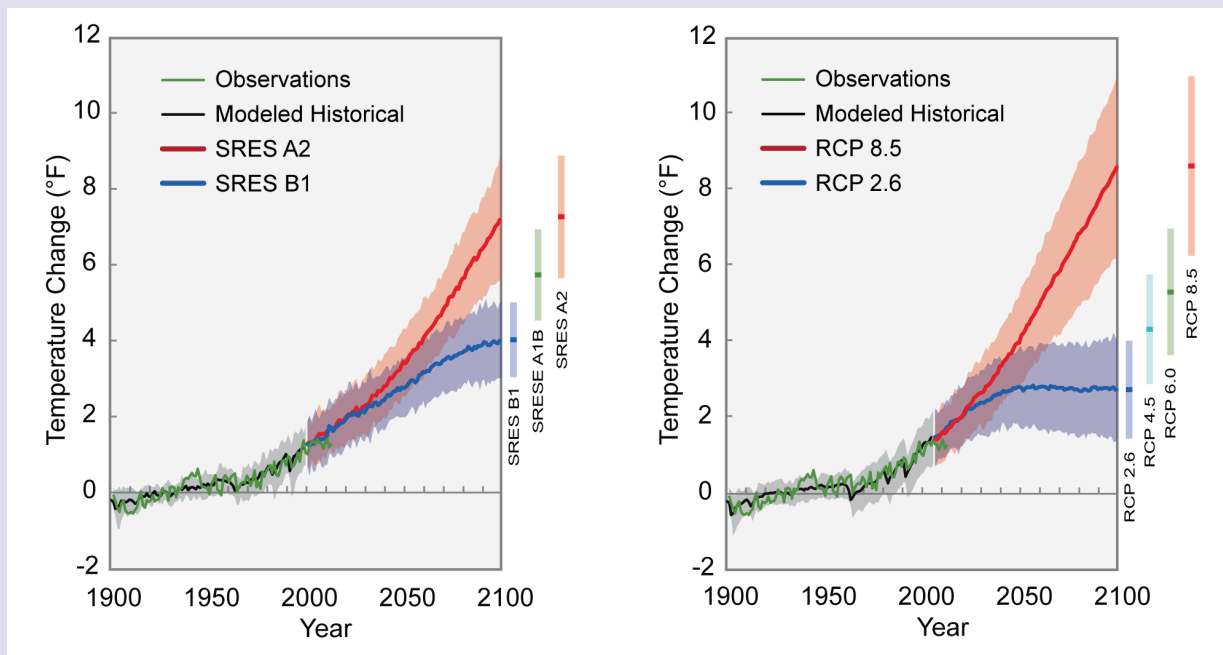 12
10
8
6
4
2
0
-2
Temperature Change (°F)
Observations
Modeled Historical
SRES A2
SRES B1
1900
1950
2000
2050
2100
Year
SRES B1
SRESE A1B
SRES A2
12
10
8
6
4
2
0
-2
Temperature Change (°F)
Observations
Modeled Historical
RCP 8.5
RCP 2.6
1900
1950
2000
2050
2100
Year
RCP 2.6
RCP 4.5
RCP 6.0
RCP 8.5